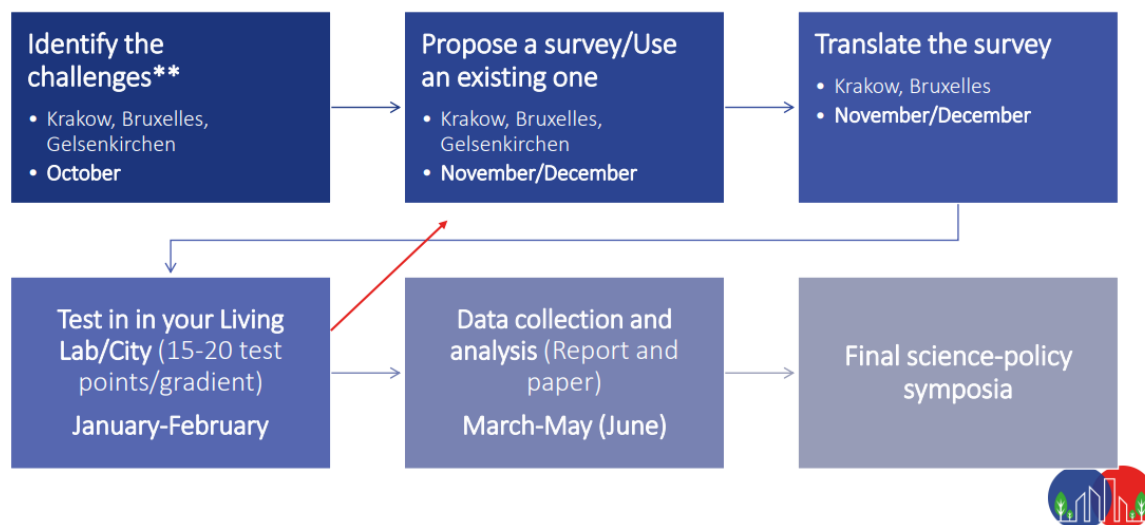 Identify the
challenges**
• Krakow, Bruxelles,
Gelsenkirchen
• October
Propose a survey/Use
an existing one
• Krakow, Bruxelles,
Gelsenkirchen
• November/December
Translate the survey
• Krakow, Bruxelles
• November/December
Test in in your Living
Lab/City (15-20 test
points/gradient)
January-February
Data collection and
analysis (Report and
paper)
March-May (June)
Final science-policy
symposia